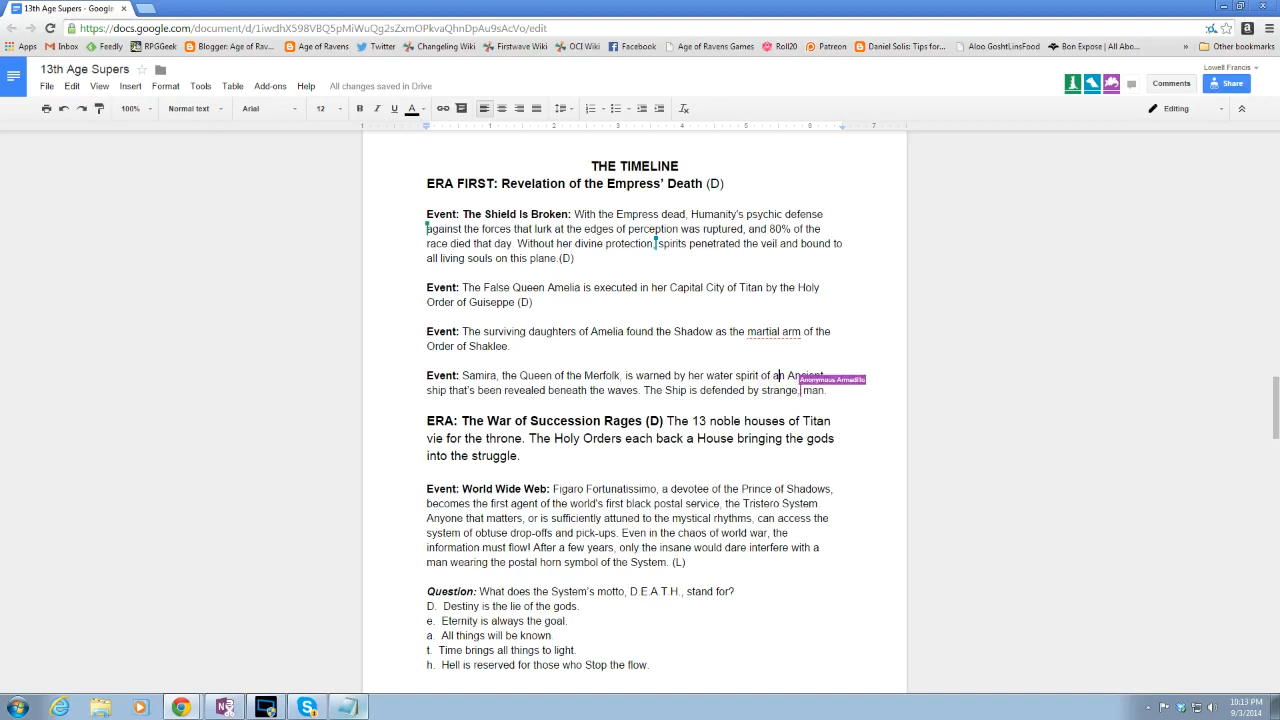 13th Age Supers - Google
https://docs.google.com/document/d/1iwcIhX598VBQ5pMiWuQg2sZxmOPkvaQhnDpAu9sAcVo/edit
Apps Inbox Feedly RPGGeek Blogger: Age of Rav... Age of Ravens Twitter Changeling Wiki Firstwave Wiki OCI Wiki Facebook Age of Ravens Games Roll20 Patreon Daniel Solis: Tips for... Aloo GoshtLinsFood Bon Expose | All Abo... » Other bookmarks
13th Age Supers
Lowell Francis
File Edit View Insert Format Tools Table Add-ons Help All changes saved in Drive
Comments Share
100% Normal text Arial 12 B I U A Editing
1 1 2 3 4 5 6 7
THE TIMELINE
ERA FIRST: Revelation of the Empress’ Death (D)
Event: The Shield Is Broken: With the Empress dead, Humanity’s psychic defense
against the forces that lurk at the edges of perception was ruptured, and 80% of the
race died that day. Without her divine protection, spirits penetrated the veil and bound to
all living souls on this plane.(D)
Event: The False Queen Amelia is executed in her Capital City of Titan by the Holy
Order of Guiseppe (D)
Event: The surviving daughters of Amelia found the Shadow as the martial arm of the
Order of Shaklee.
Event: Samira, the Queen of the Merfolk, is warned by her water spirit of an Ancient
Anonymous Armadillo
ship that’s been revealed beneath the waves. The Ship is defended by strange, man.
ERA: The War of Succession Rages (D) The 13 noble houses of Titan
vie for the throne. The Holy Orders each back a House bringing the gods
into the struggle.
Event: World Wide Web: Figaro Fortunatissimo, a devotee of the Prince of Shadows,
becomes the first agent of the world’s first black postal service, the Tristero System.
Anyone that matters, or is sufficiently attuned to the mystical rhythms, can access the
system of obtuse drop-offs and pick-ups. Even in the chaos of world war, the
information must flow! After a few years, only the insane would dare interfere with a
man wearing the postal horn symbol of the System. (L)
Question: What does the System’s motto, D.E.A.T.H., stand for?
D. Destiny is the lie of the gods.
e. Eternity is always the goal.
a. All things will be known.
t. Time brings all things to light.
h. Hell is reserved for those who Stop the flow.
10:13 PM
9/3/2014